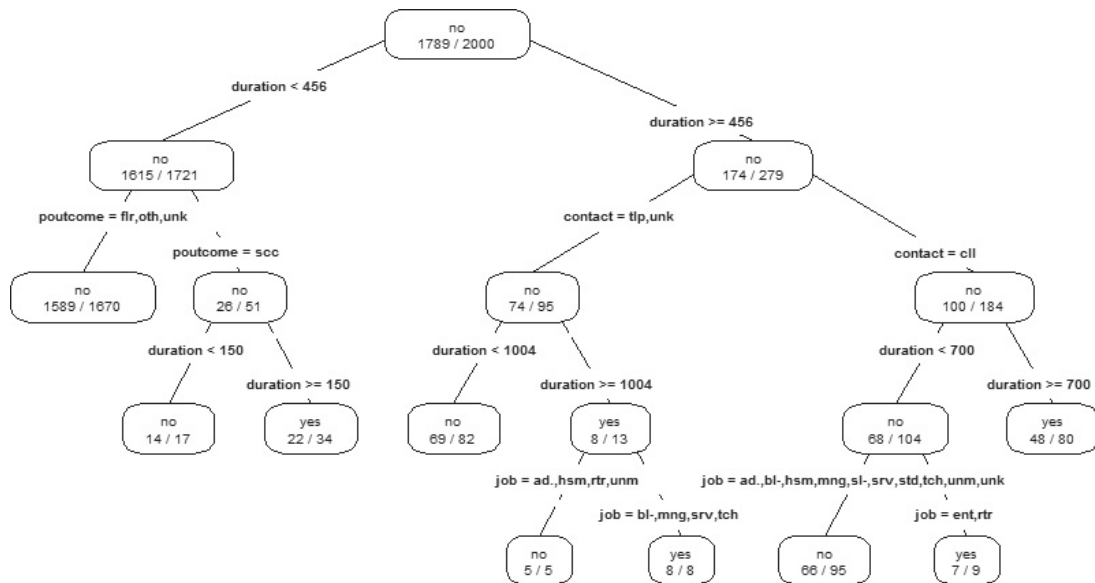 no
1789 / 2000
duration < 456
duration >= 456
no
1615 / 1721
no
174 / 279
poutcome = flr,oth,unk
poutcome = scc
contact = tlp,unk
contact = cll
no
1589 / 1670
no
26 / 51
no
74 / 95
no
100 / 184
duration < 150
duration >= 150
duration < 1004
duration >= 1004
duration < 700
duration >= 700
no
14 / 17
yes
22 / 34
no
69 / 82
yes
8 / 13
no
68 / 104
yes
48 / 80
job = ad.,hsm,rtr,unm
job = bl-,mng,srv,tch
job = ad.,bl-,hsm,mng,sl-,srv,std,tch,unm,unk
job = ent,rtr
no
5 / 5
yes
8 / 8
no
66 / 95
yes
7 / 9